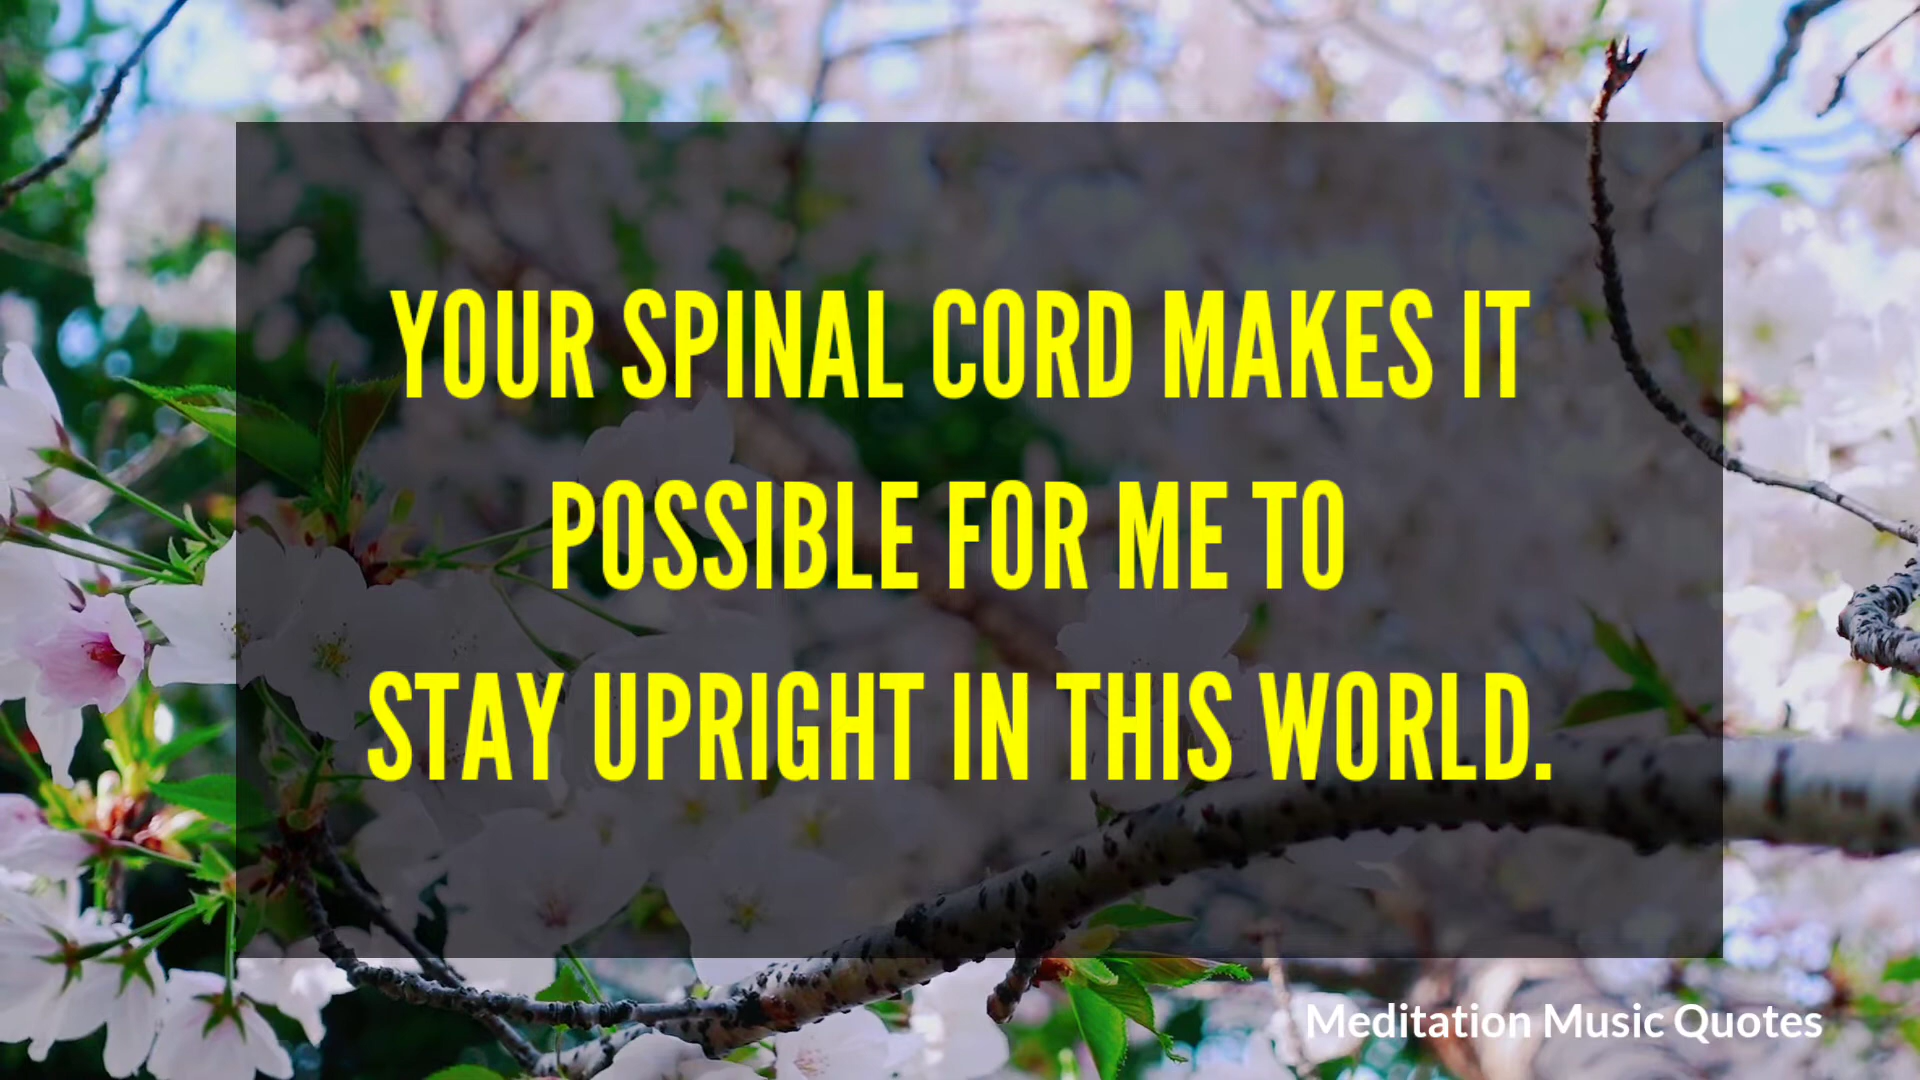 YOUR SPINAL CORD MAKES IT
POSSIBLE FOR ME TO
STAY UPRIGHT IN THIS WORLD.
Meditation Music Quotes